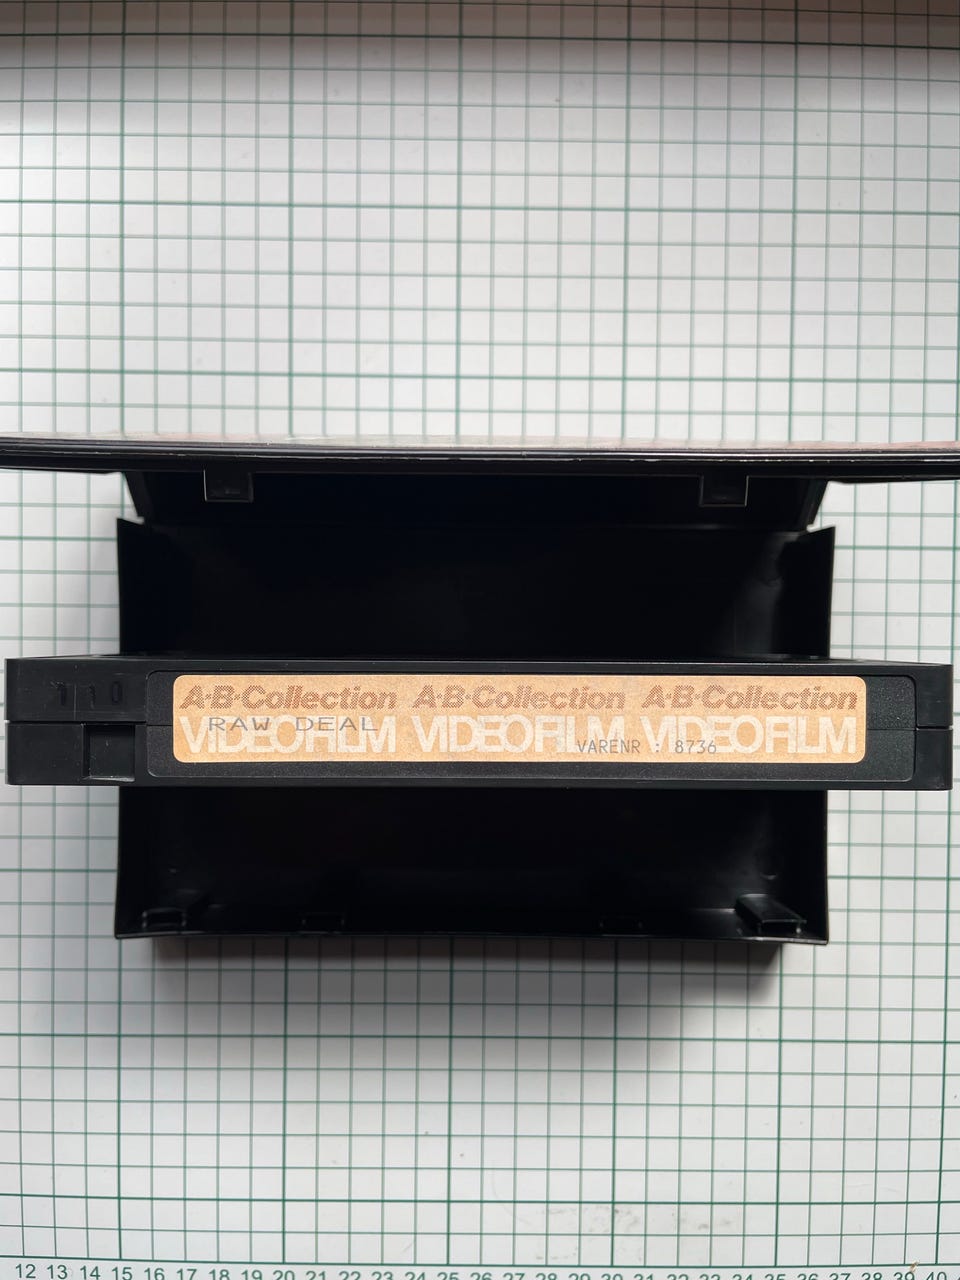 110
A·B·Collection A·B·Collection A·B·Collection
VIDEOFILM VIDEOFILM VIDEOFILM
RAW DEAL
VARENR : 8736
12 13 14 15 16 17 18 19 20 21 22 23 24 25 26 27 28 29 30 31 32 33 34 35 36 37 38 39 40